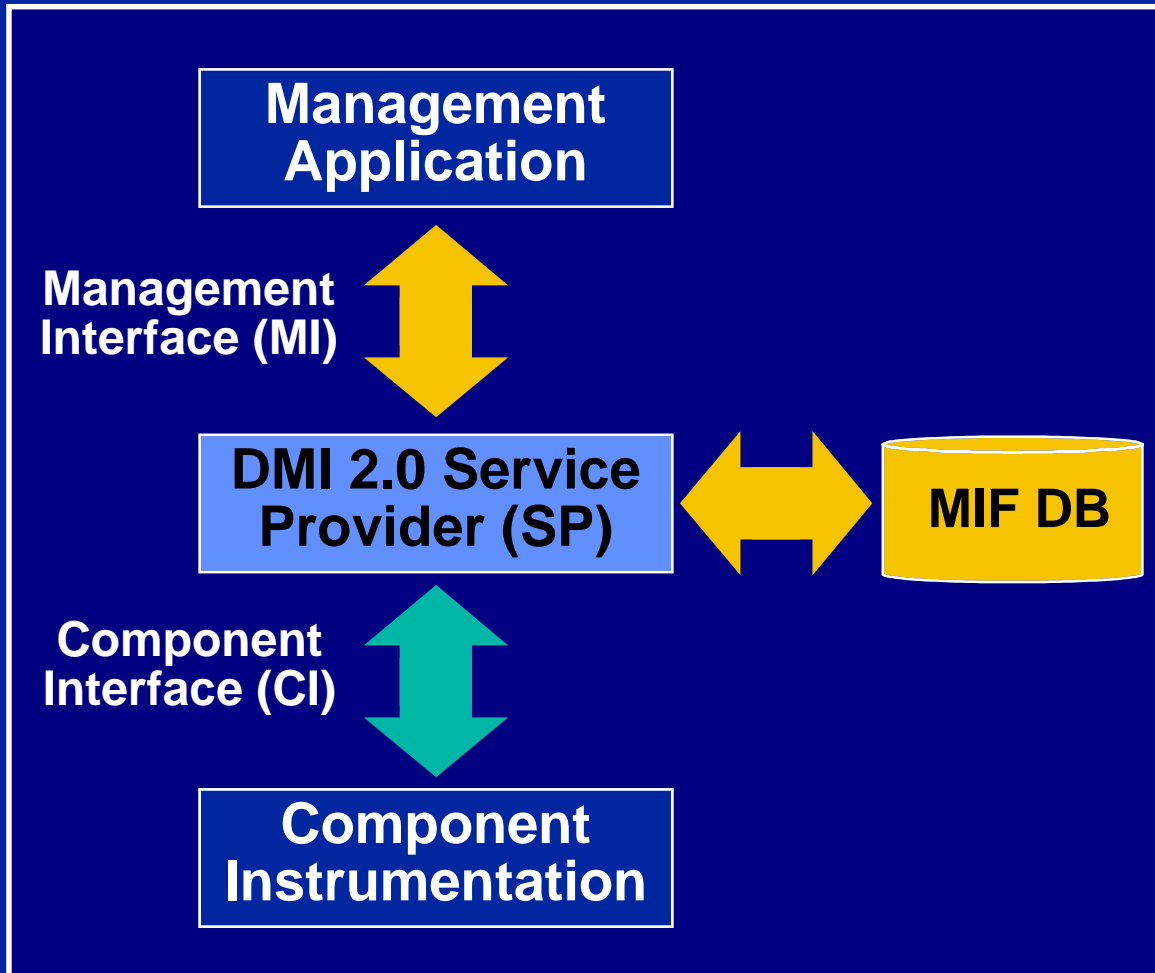 Management
Application
Management
Interface (MI)
DMI 2.0 Service
Provider (SP)
MIF DB
Component
Interface (CI)
Component
Instrumentation